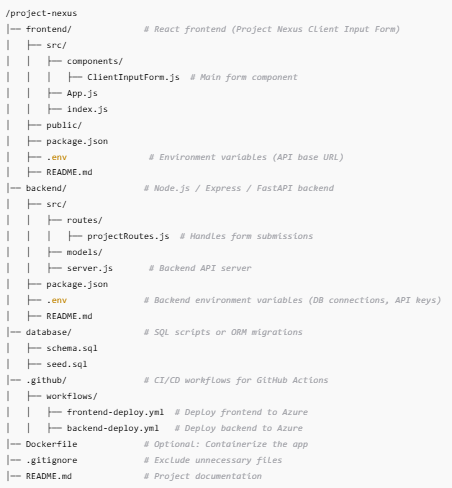 /project-nexus
├── frontend/ # React frontend (Project Nexus Client Input Form)
│ ├── src/
│ │ ├── components/
│ │ │ ├── ClientInputForm.js # Main form component
│ │ ├── App.js
│ │ ├── index.js
│ ├── public/
│ ├── package.json
│ ├── .env # Environment variables (API base URL)
│ ├── README.md
├── backend/ # Node.js / Express / FastAPI backend
│ ├── src/
│ │ ├── routes/
│ │ │ ├── projectRoutes.js # Handles form submissions
│ │ ├── models/
│ │ ├── server.js # Backend API server
│ ├── package.json
│ ├── .env # Backend environment variables (DB connections, API keys)
│ ├── README.md
├── database/ # SQL scripts or ORM migrations
│ ├── schema.sql
│ ├── seed.sql
├── .github/ # CI/CD workflows for GitHub Actions
│ ├── workflows/
│ │ ├── frontend-deploy.yml # Deploy frontend to Azure
│ │ ├── backend-deploy.yml # Deploy backend to Azure
├── Dockerfile # Optional: Containerize the app
├── .gitignore # Exclude unnecessary files
├── README.md # Project documentation